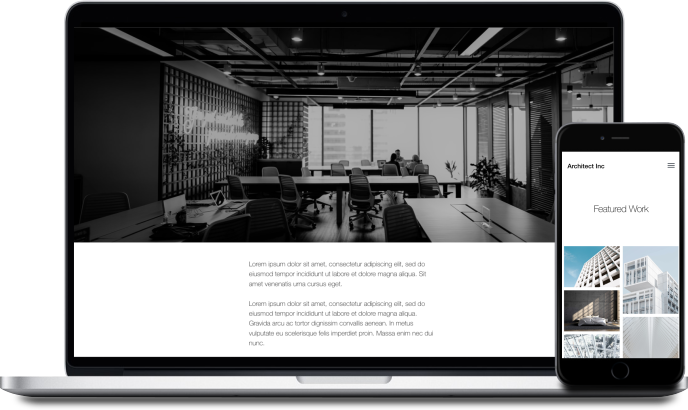 Lorem ipsum dolor sit amet, consectetur adipiscing elit, sed do
eiusmod tempor incididunt ut labore et dolore magna aliqua. Sit
amet venenatis urna cursus eget.
Lorem ipsum dolor sit amet, consectetur adipiscing elit, sed do
eiusmod tempor incididunt ut labore et dolore magna aliqua.
Gravida arcu ac tortor dignissim convallis aenean. In metus
vulputate eu scelerisque felis imperdiet proin. Massa enim nec dui
nunc.
Architect Inc
Featured Work